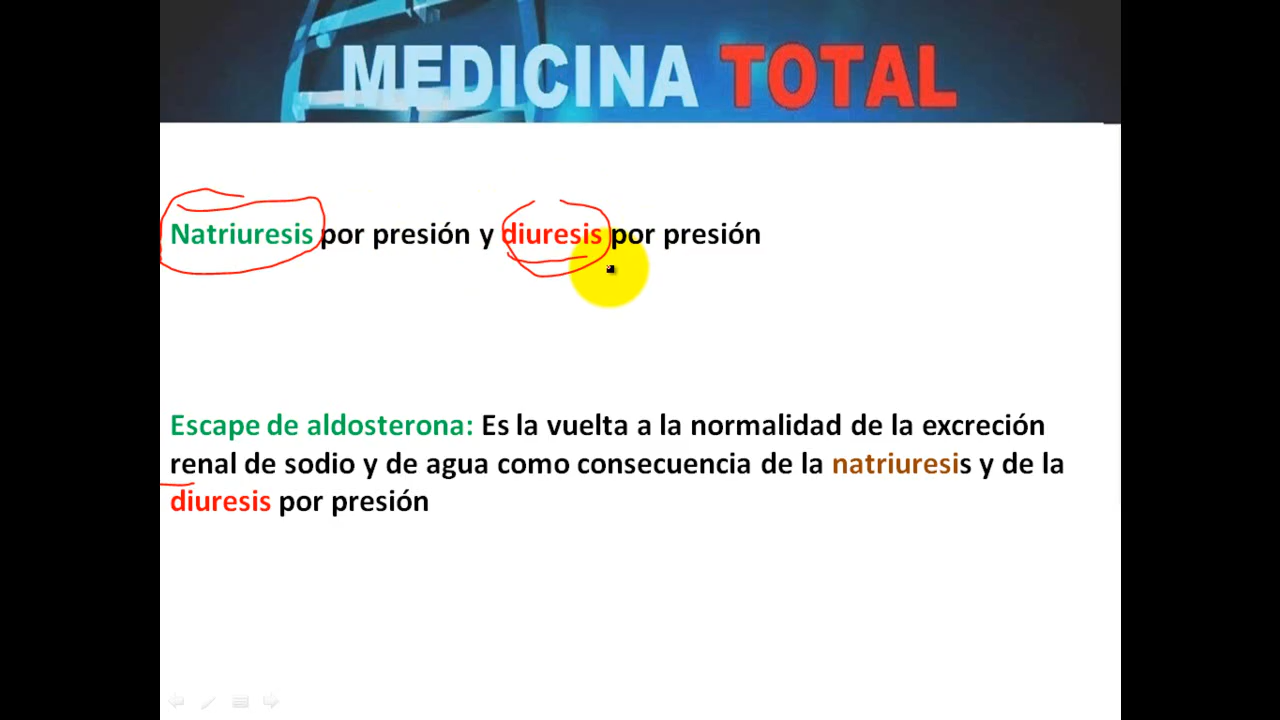 MEDICINA TOTAL
Natriuresis por presión y diuresis por presión
Escape de aldosterona: Es la vuelta a la normalidad de la excreción
renal de sodio y de agua como consecuencia de la natriuresis y de la
diuresis por presión